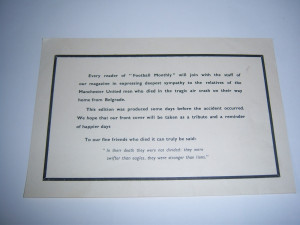 Every reader of "Football Monthly" will join with the staff of
our magazine in expressing deepest sympathy to the relatives of the
Manchester United men who died in the tragic air crash on their way
home from Belgrade.
This edition was produced some days before the accident occurred.
We hope that our front cover will be taken as a tribute and a reminder
of happier days
To our fine friends who died it can truly be said:
"In their death they were not divided: they were
swifter than eagles, they were stronger than lions."